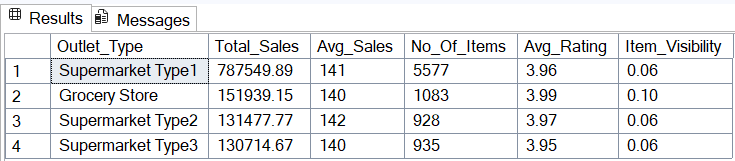 Results Messages
Outlet_Type Total_Sales Avg_Sales No_Of_Items Avg_Rating Item_Visibility
1 Supermarket Type1 787549.89 141 5577 3.96 0.06
2 Grocery Store 151939.15 140 1083 3.99 0.10
3 Supermarket Type2 131477.77 142 928 3.97 0.06
4 Supermarket Type3 130714.67 140 935 3.95 0.06